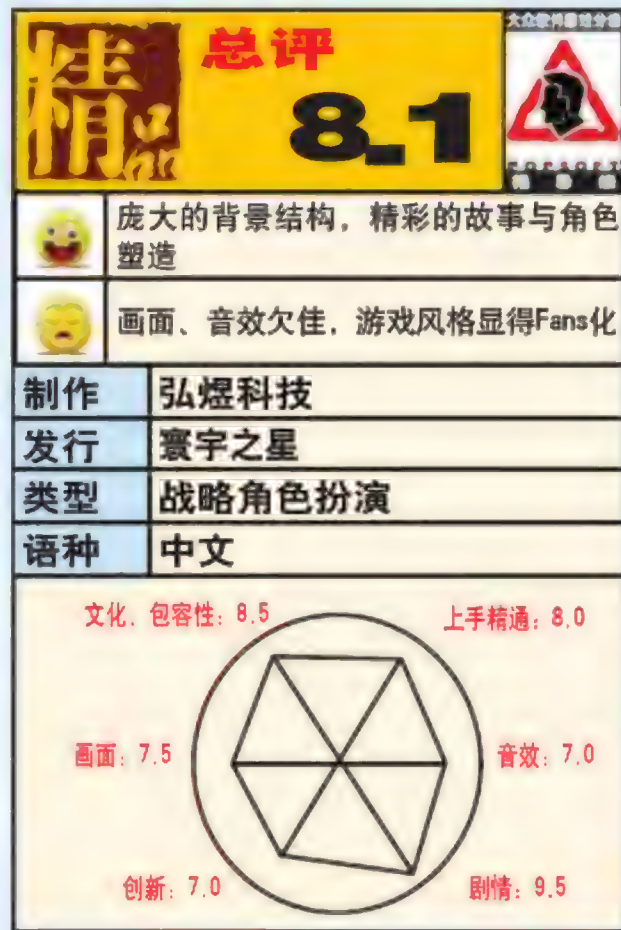 精品
总评
8.1
庞大的背景结构，精彩的故事与角色
塑造
画面、音效欠佳，游戏风格显得Fans化
制作 弘煜科技
发行 寰宇之星
类型 战略角色扮演
语种 中文
文化、包容性：8.5 上手精通：8.0
画面：7.5 音效：7.0
创新：7.0 剧情：9.5